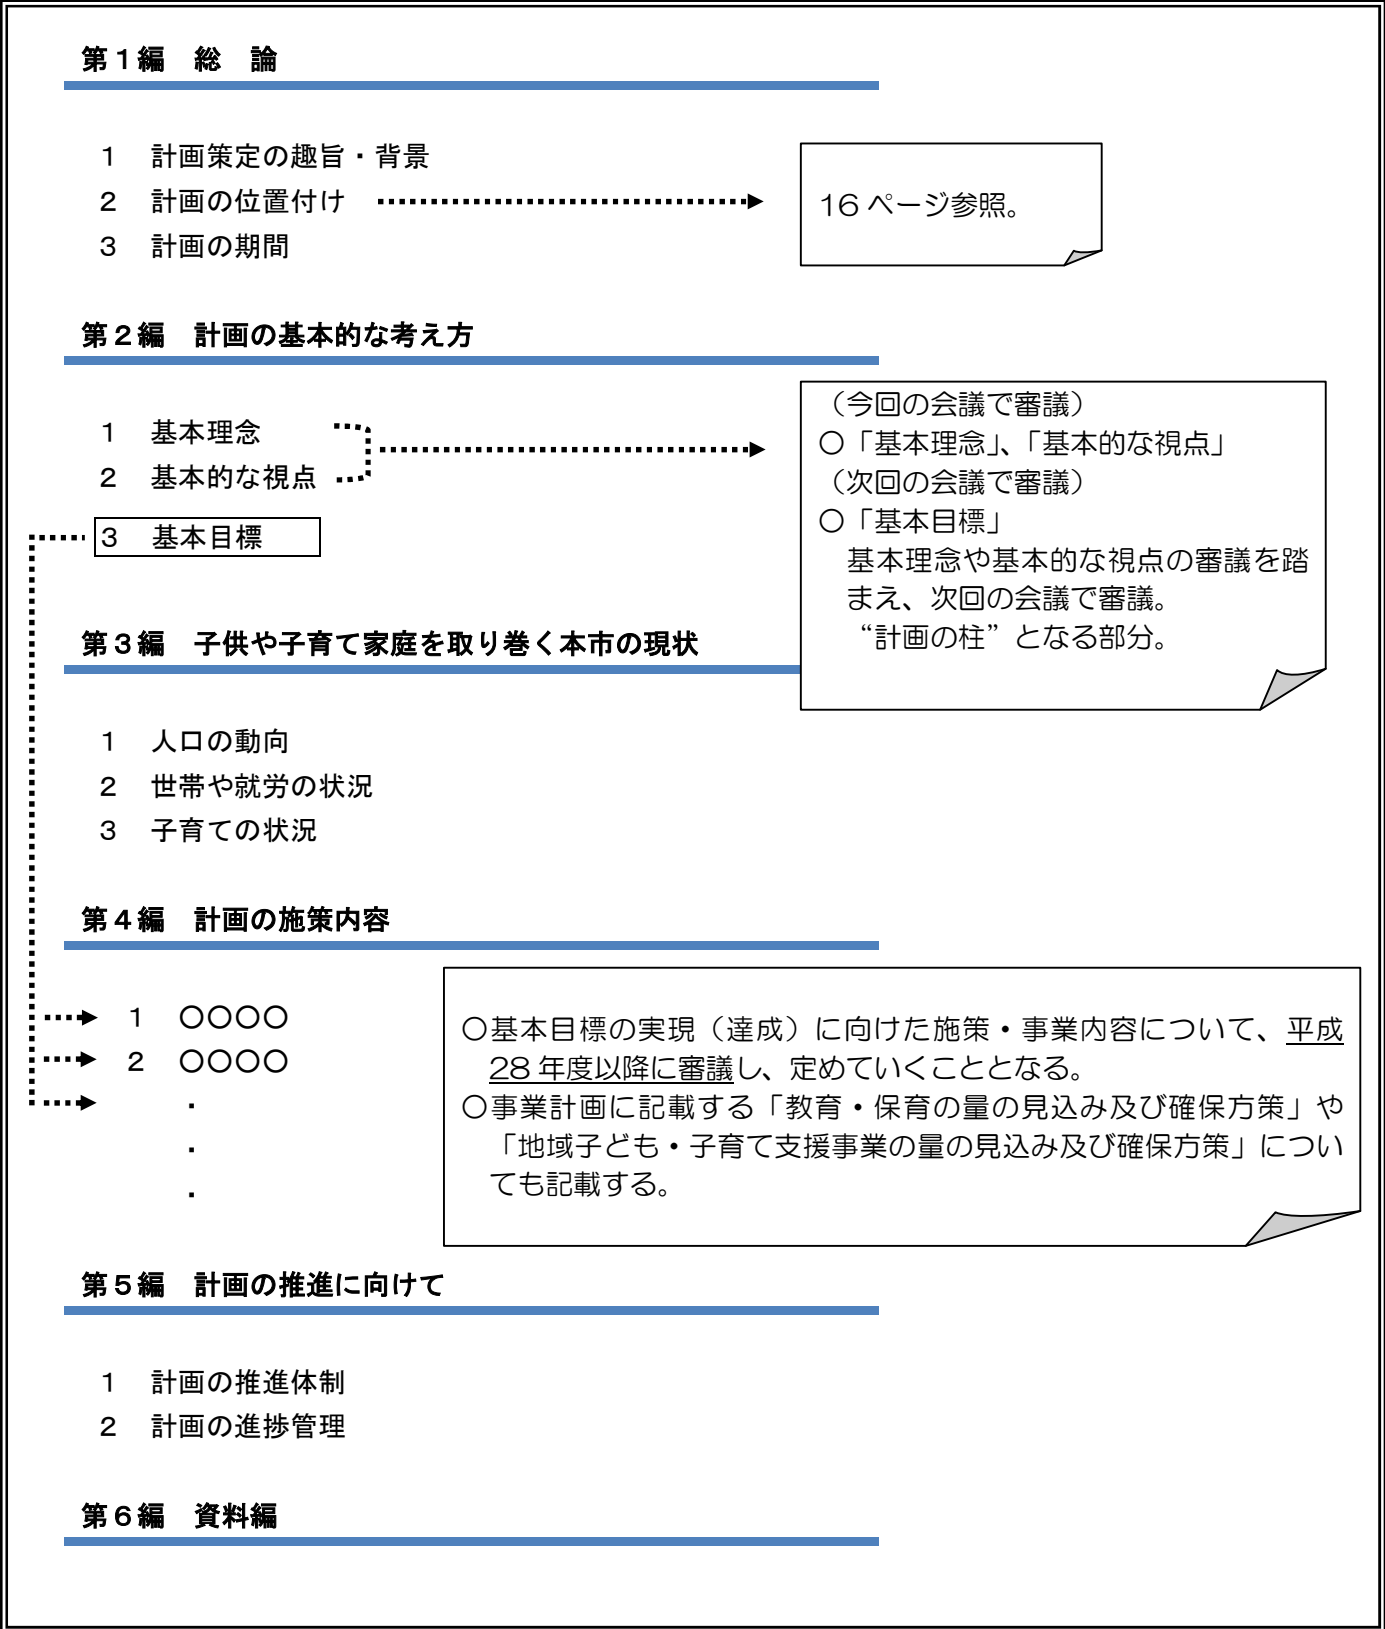 第１編　総　論
１　計画策定の趣旨・背景
２　計画の位置付け
３　計画の期間
16 ページ参照。
第２編　計画の基本的な考え方
１　基本理念
２　基本的な視点
３　基本目標
（今回の会議で審議）
○「基本理念」、「基本的な視点」
（次回の会議で審議）
○「基本目標」
基本理念や基本的な視点の審議を踏
まえ、次回の会議で審議。
“計画の柱”となる部分。
第３編　子供や子育て家庭を取り巻く本市の現状
１　人口の動向
２　世帯や就労の状況
３　子育ての状況
第４編　計画の施策内容
１　○○○○
２　○○○○
・
・
・
○基本目標の実現（達成）に向けた施策・事業内容について、平成
28 年度以降に審議し、定めていくこととなる。
○事業計画に記載する「教育・保育の量の見込み及び確保方策」や
「地域子ども・子育て支援事業の量の見込み及び確保方策」につい
ても記載する。
第５編　計画の推進に向けて
１　計画の推進体制
２　計画の進捗管理
第６編　資料編